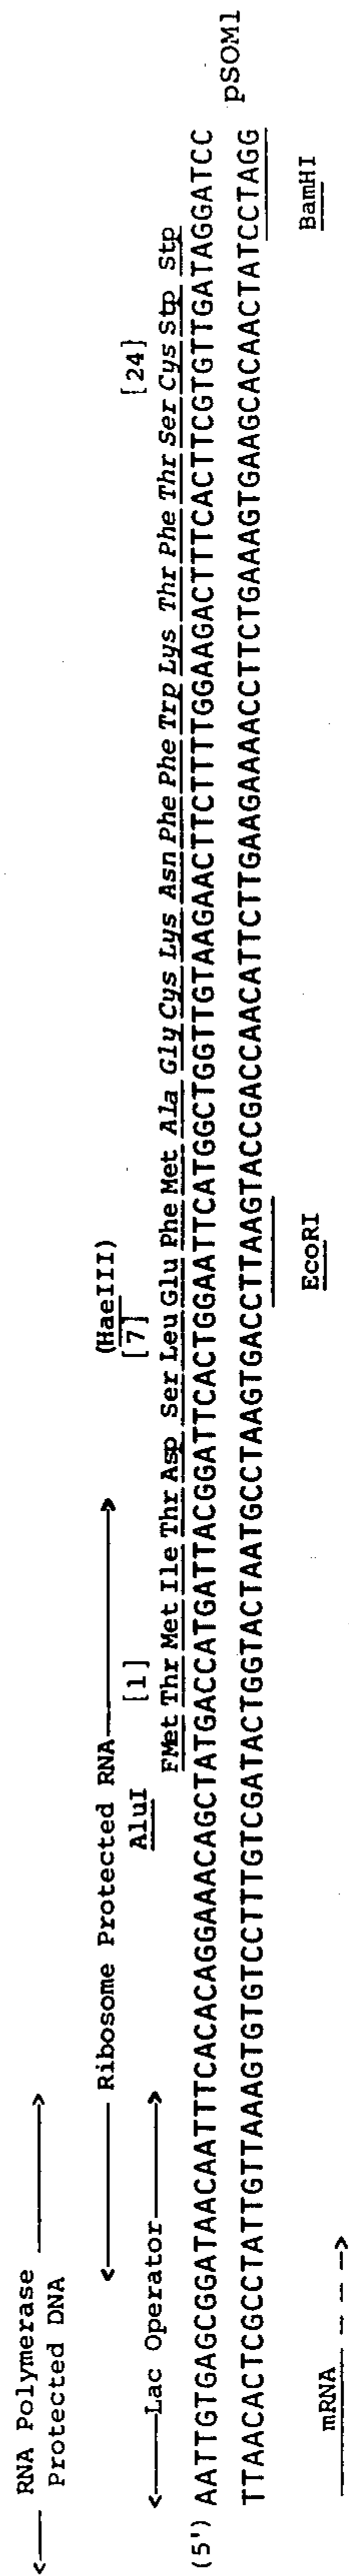 <—— RNA Polymerase ——>
Protected DNA
<—— Ribosome Protected RNA——>
(HaeIII)
<——Lac Operator——> AluI [1] [7] [24]
FMet Thr Met Ile Thr Asp Ser Leu Glu Phe Met Ala Gly Cys Lys Asn Phe Phe Trp Lys Thr Phe Thr Ser Cys Stp Stp
(5') AATTGTGAGCGGATAACAATTTCACACAGGAAACAGCTATGACCATGATTACGGATTCACTGGAATTCATGGCTGGTTGTAAGAACTTCTTTTGGAAGACTTTCACTTCGTGTTGATAGGATCC
pSOM1
TTAACACTCGCCTATTGTTAAAGTGTGTCCTTTGTCGATACTGGTACTAATGCCTAAGTGACCTTAAGTACCGACCAACATTCTTGAAGAAAACCTTCTGAAAGTGAAGCACAACTATCCTAGG
mRNA – – –> EcoRI BamHI